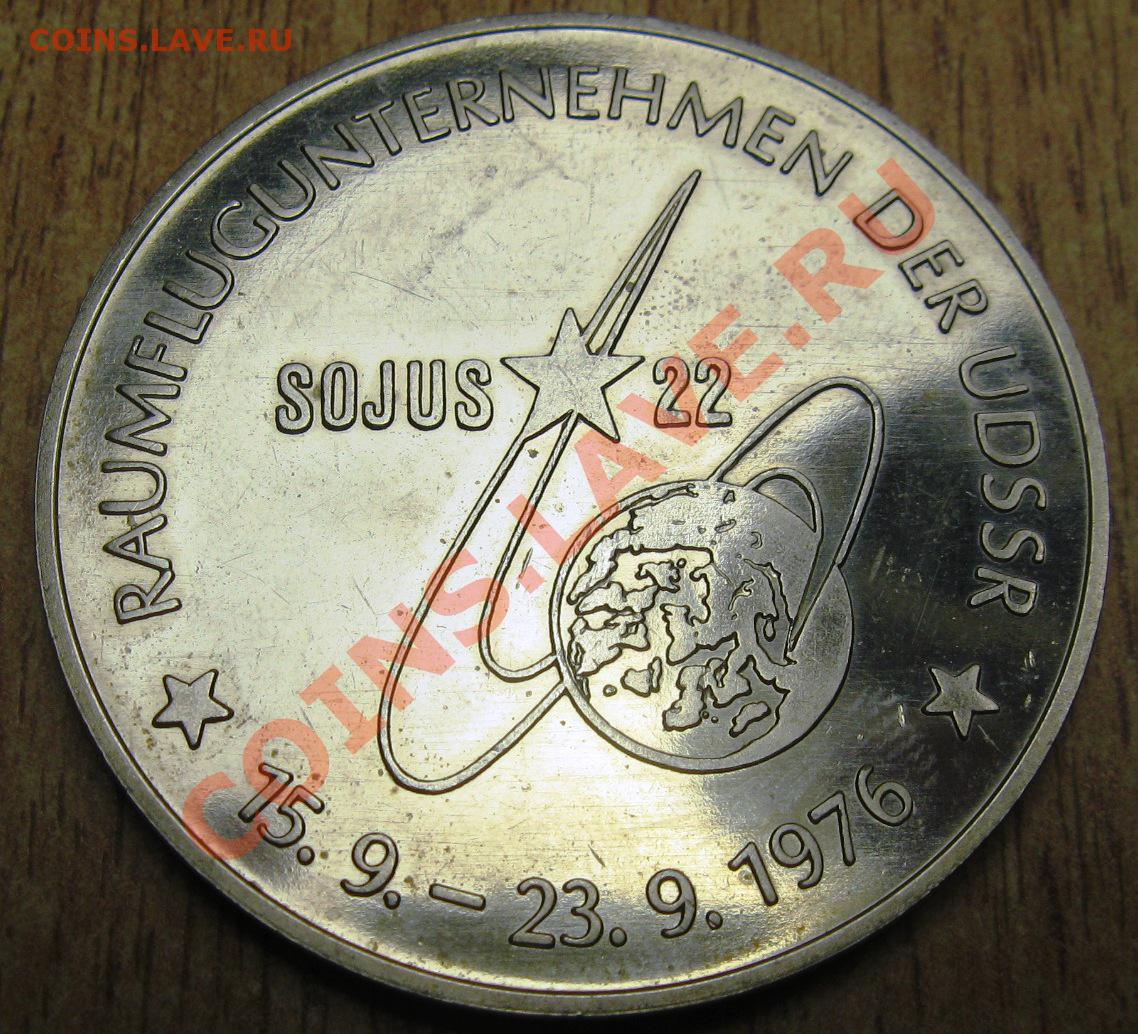 COINS.LAVE.RU
RAUMFLUGUNTERNEHMEN DER UDSSR
SOJUS 22
15. 9. – 23. 9. 1976
COINS.LAVE.RU